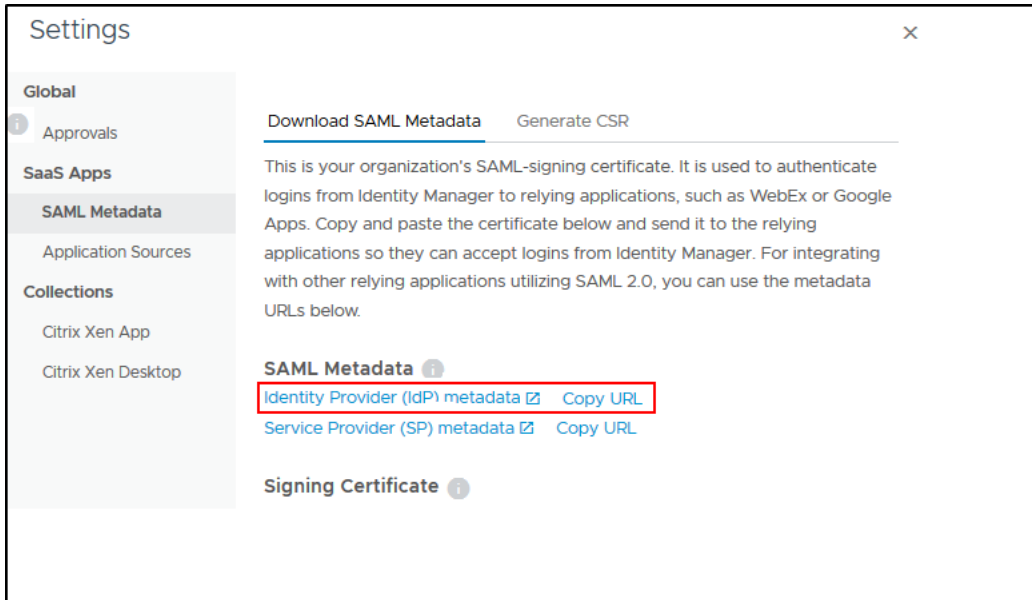 Settings
×
Global
Approvals
SaaS Apps
SAML Metadata
Application Sources
Collections
Citrix Xen App
Citrix Xen Desktop
Download SAML Metadata Generate CSR
This is your organization's SAML-signing certificate. It is used to authenticate
logins from Identity Manager to relying applications, such as WebEx or Google
Apps. Copy and paste the certificate below and send it to the relying
applications so they can accept logins from Identity Manager. For integrating
with other relying applications utilizing SAML 2.0, you can use the metadata
URLs below.
SAML Metadata
Identity Provider (IdP) metadata Copy URL
Service Provider (SP) metadata Copy URL
Signing Certificate